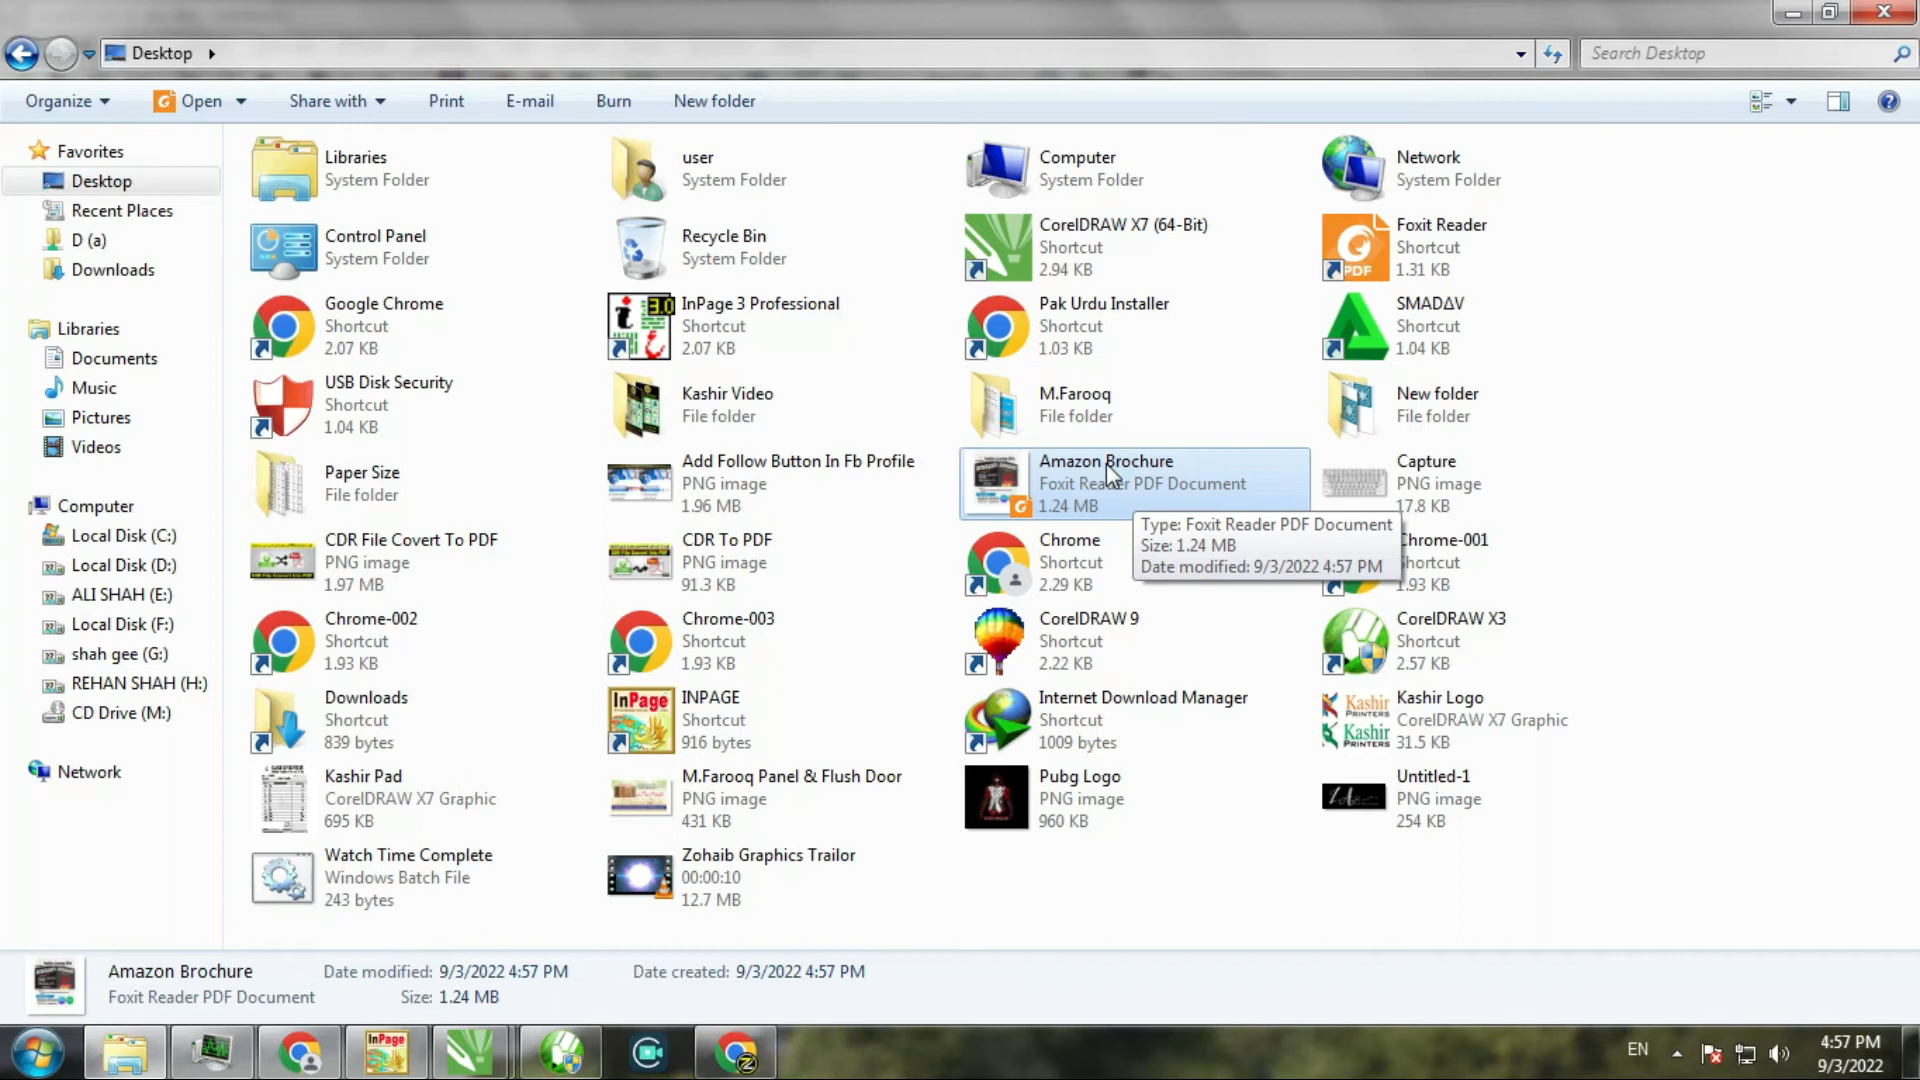 Desktop
Search Desktop
Organize
Open
Share with
Print
E-mail
Burn
New folder
Favorites
Desktop
Recent Places
D (a)
Downloads
Libraries
Documents
Music
Pictures
Videos
Computer
Local Disk (C:)
Local Disk (D:)
ALI SHAH (E:)
Local Disk (F:)
shah gee (G:)
REHAN SHAH (H:)
CD Drive (M:)
Network
Libraries
System Folder
user
System Folder
Computer
System Folder
Network
System Folder
Control Panel
System Folder
Recycle Bin
System Folder
CorelDRAW X7 (64-Bit)
Shortcut
2.94 KB
PDF
Foxit Reader
Shortcut
1.31 KB
Google Chrome
Shortcut
2.07 KB
3.0
InPage 3 Professional
Shortcut
2.07 KB
Pak Urdu Installer
Shortcut
1.03 KB
SMAD∆V
Shortcut
1.04 KB
USB Disk Security
Shortcut
1.04 KB
Kashir Video
File folder
M.Farooq
File folder
New folder
File folder
Paper Size
File folder
Add Follow Button In Fb Profile
PNG image
1.96 MB
Amazon Brochure
Foxit Reader PDF Document
1.24 MB
Capture
PNG image
17.8 KB
Type: Foxit Reader PDF Document
Size: 1.24 MB
Date modified: 9/3/2022 4:57 PM
CDR File Covert To PDF
PNG image
1.97 MB
CDR To PDF
PNG image
91.3 KB
Chrome
Shortcut
2.29 KB
Chrome-001
Shortcut
1.93 KB
Chrome-002
Shortcut
1.93 KB
Chrome-003
Shortcut
1.93 KB
CorelDRAW 9
Shortcut
2.22 KB
CorelDRAW X3
Shortcut
2.57 KB
Downloads
Shortcut
839 bytes
InPage
INPAGE
Shortcut
916 bytes
Internet Download Manager
Shortcut
1009 bytes
Kashir
PRINTERS
Kashir
PRINTERS
Kashir Logo
CorelDRAW X7 Graphic
31.5 KB
Kashir Pad
CorelDRAW X7 Graphic
695 KB
M.Farooq Panel & Flush Door
PNG image
431 KB
Pubg Logo
PNG image
960 KB
Untitled-1
PNG image
254 KB
Watch Time Complete
Windows Batch File
243 bytes
Zohaib Graphics Trailor
00:00:10
12.7 MB
Amazon Brochure
Date modified: 9/3/2022 4:57 PM
Date created: 9/3/2022 4:57 PM
Foxit Reader PDF Document
Size: 1.24 MB
InPage
EN
4:57 PM
9/3/2022